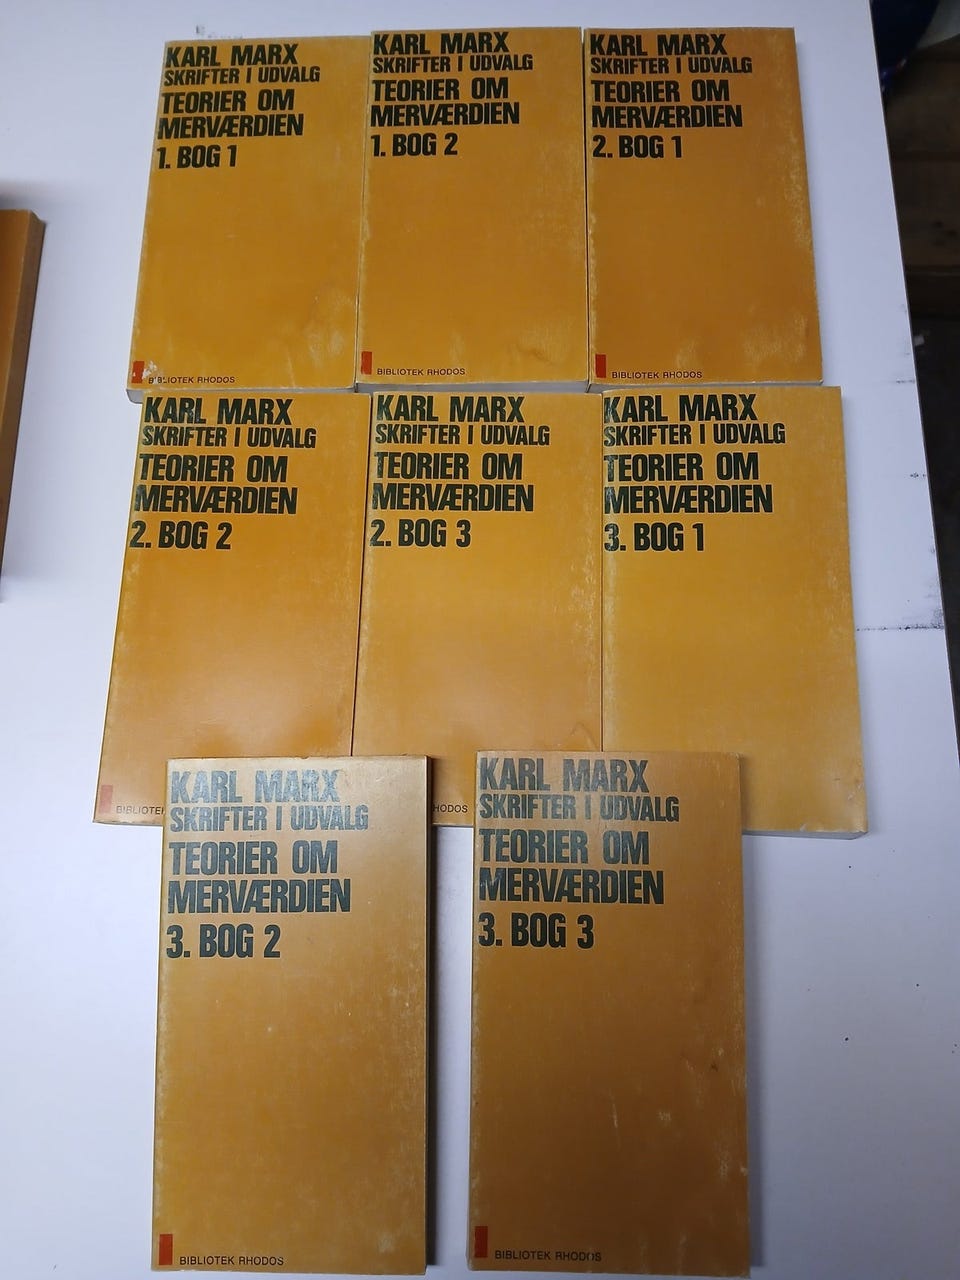 KARL MARX
SKRIFTER I UDVALG
TEORIER OM
MERVÆRDIEN
1. BOG 1
BIBLIOTEK RHODOS
KARL MARX
SKRIFTER I UDVALG
TEORIER OM
MERVÆRDIEN
1. BOG 2
BIBLIOTEK RHODOS
KARL MARX
SKRIFTER I UDVALG
TEORIER OM
MERVÆRDIEN
2. BOG 1
BIBLIOTEK RHODOS
KARL MARX
SKRIFTER I UDVALG
TEORIER OM
MERVÆRDIEN
2. BOG 2
BIBLIOTEK
KARL MARX
SKRIFTER I UDVALG
TEORIER OM
MERVÆRDIEN
2. BOG 3
RHODOS
KARL MARX
SKRIFTER I UDVALG
TEORIER OM
MERVÆRDIEN
3. BOG 1
KARL MARX
SKRIFTER I UDVALG
TEORIER OM
MERVÆRDIEN
3. BOG 2
BIBLIOTEK RHODOS
KARL MARX
SKRIFTER I UDVALG
TEORIER OM
MERVÆRDIEN
3. BOG 3
BIBLIOTEK RHODOS